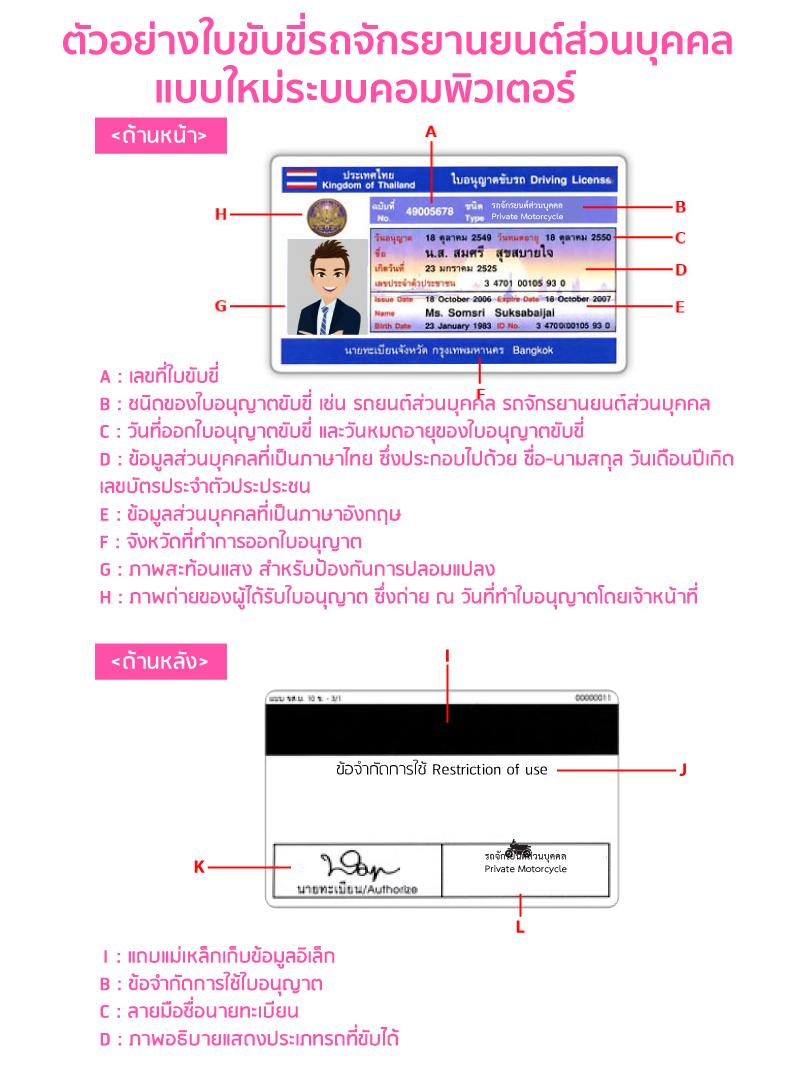 ตัวอย่างใบขับขี่รถจักรยานยนต์ส่วนบุคคล
แบบใหม่ระบบคอมพิวเตอร์
<ด้านหน้า>
A
ประเทศไทย
Kingdom of Thailand
ใบอนุญาตขับรถ Driving License
ฉบับที่ 49005678 ชนิด รถจักรยนต์ส่วนบุคคล
No. Type Private Motorcycle
B
H
วันอนุญาต 18 ตุลาคม 2549 วันหมดอายุ 18 ตุลาคม 2550
C
ชื่อ น.ส. สมศรี สุขสบายใจ
เกิดวันที่ 23 มกราคม 2525
D
เลขประจำตัวประชาชน 3 4701 00105 93 0
Issue Date 18 October 2006 Expire Date 18 October 2007
G
E
Name Ms. Somsri Suksabaijai
Birth Date 23 January 1983 ID No. 3 4700 00105 93 0
นายทะเบียนจังหวัด กรุงเทพมหานคร Bangkok
F
A : เลขที่ใบขับขี่
B : ชนิดของใบอนุญาตขับขี่ เช่น รถยนต์ส่วนบุคคล รถจักรยานยนต์ส่วนบุคคล
C : วันที่ออกใบอนุญาตขับขี่ และวันหมดอายุของใบอนุญาตขับขี่
D : ข้อมูลส่วนบุคคลที่เป็นภาษาไทย ซึ่งประกอบไปด้วย ชื่อ-นามสกุล วันเดือนปีเกิด
เลขบัตรประจำตัวประประชน
E : ข้อมูลส่วนบุคคลที่เป็นภาษาอังกฤษ
F : จังหวัดที่ทำการออกใบอนุญาต
G : ภาพสะท้อนแสง สำหรับป้องกันการปลอมแปลง
H : ภาพถ่ายของผู้ได้รับใบอนุญาต ซึ่งถ่าย ณ วันที่ทำใบอนุญาตโดยเจ้าหน้าที่
<ด้านหลัง>
I
แบบ ขส.บ. 10 ข. - 3/1
00000011
ข้อจำกัดการใช้ Restriction of use
J
K
นายทะเบียน/Authorize
รถจักรยนต์ส่วนบุคคล
Private Motorcycle
L
I : แถบแม่เหล็กเก็บข้อมูลอิเล็ก
B : ข้อจำกัดการใช้ใบอนุญาต
C : ลายมือชื่อนายทะเบียน
D : ภาพอธิบายแสดงประเภทรถที่ขับได้